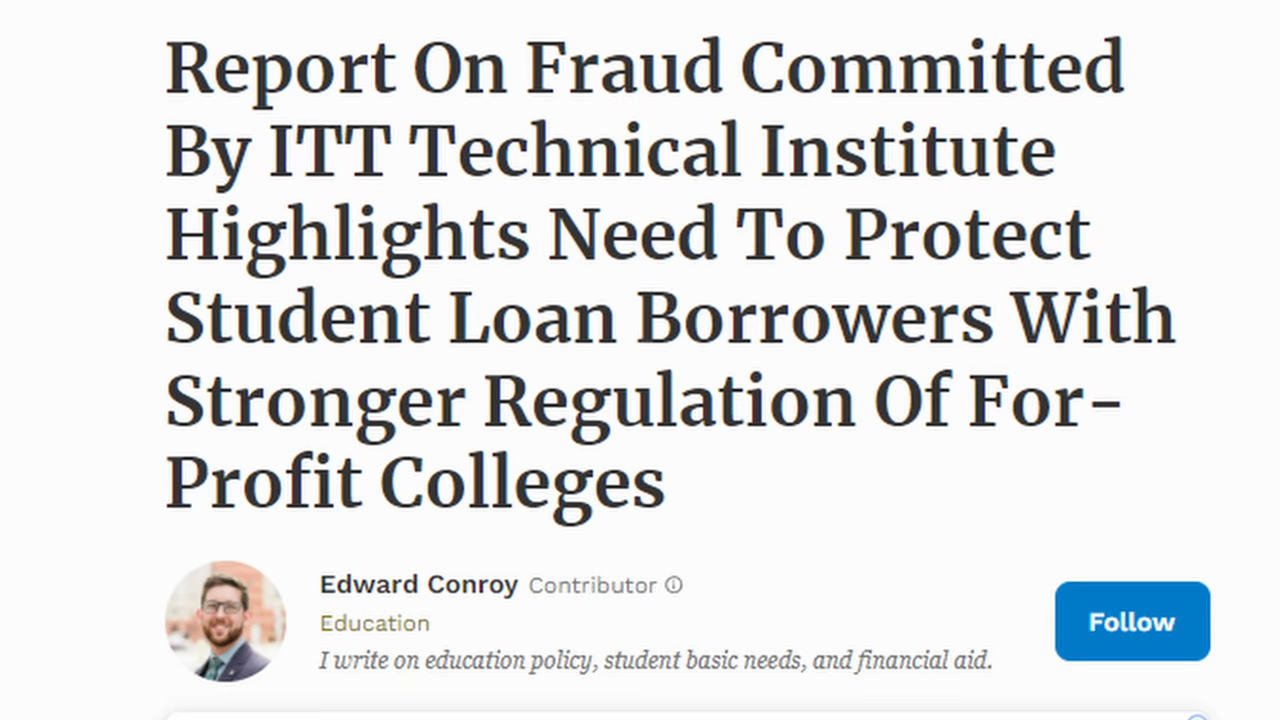 Report On Fraud Committed
By ITT Technical Institute
Highlights Need To Protect
Student Loan Borrowers With
Stronger Regulation Of For-
Profit Colleges
Edward Conroy Contributor
Education
I write on education policy, student basic needs, and financial aid.
Follow